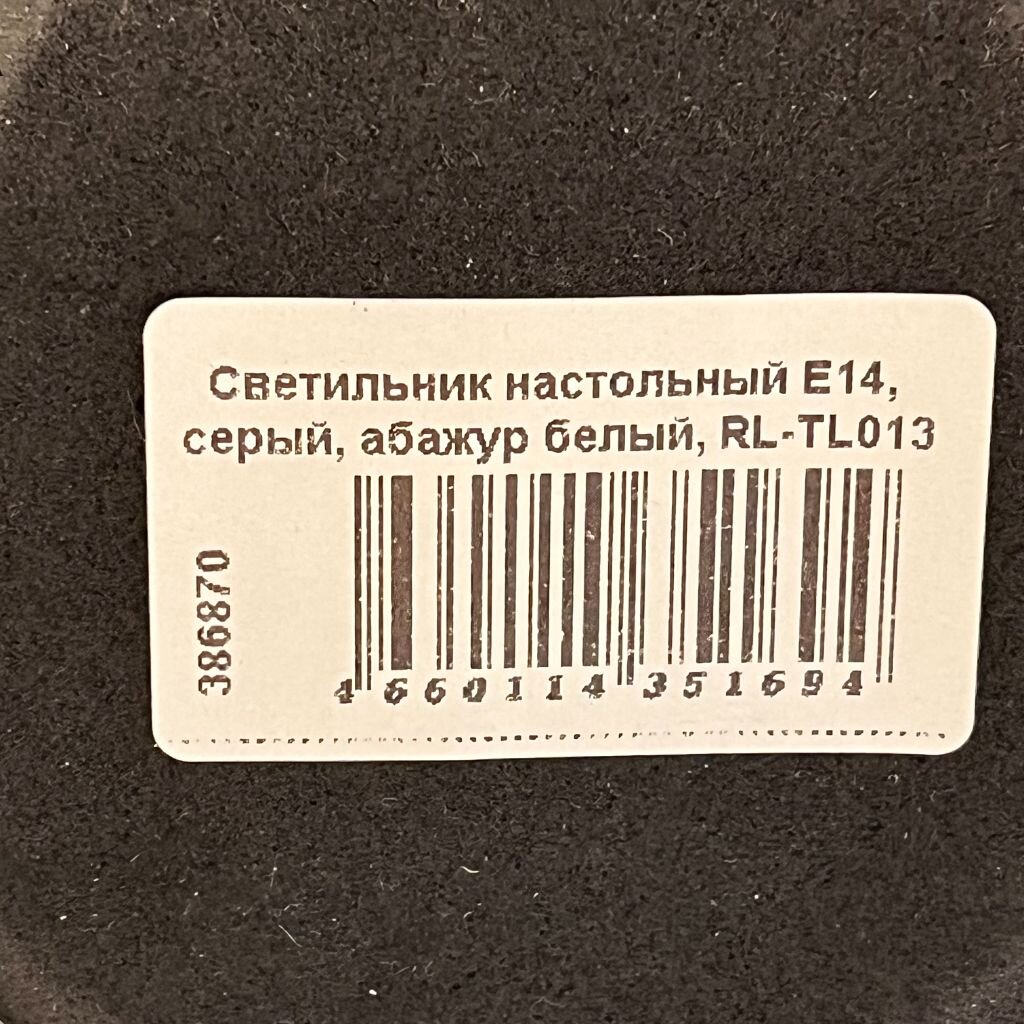 Светильник настольный E14,
серый, абажур белый, RL-TL013
386870
4 660114 351694